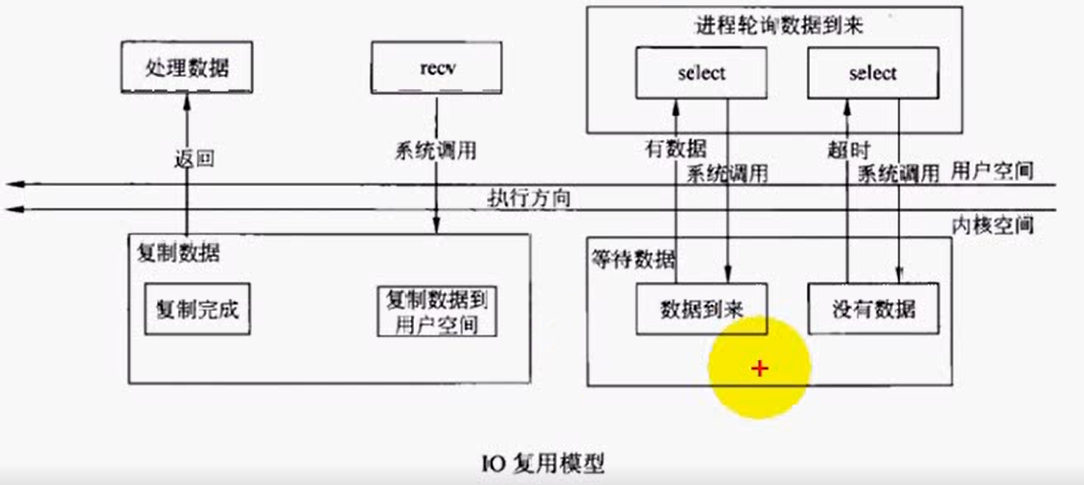 进程轮询数据到来
处理数据
recv
select
select
返回
系统调用
有数据
系统调用
超时
系统调用
用户空间
执行方向
内核空间
复制数据
等待数据
复制完成
复制数据到
用户空间
数据到来
没有数据
IO 复用模型